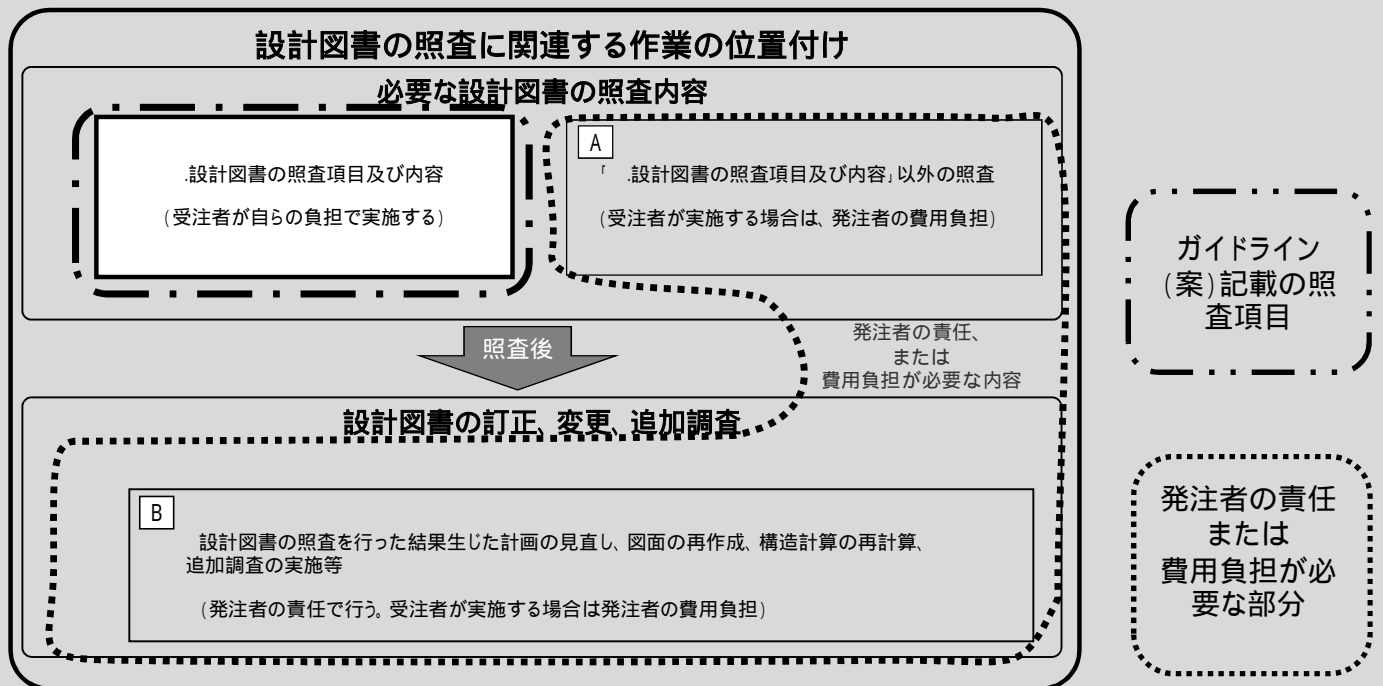 設計図書の照査に関連する作業の位置付け
必要な設計図書の照査内容
.設計図書の照査項目及び内容
(受注者が自らの負担で実施する)
A
「 .設計図書の照査項目及び内容」以外の照査
(受注者が実施する場合は、発注者の費用負担)
照査後
発注者の責任、
または
費用負担が必要な内容
設計図書の訂正、変更、追加調査
B
設計図書の照査を行った結果生じた計画の見直し、図面の再作成、構造計算の再計算、
追加調査の実施等
(発注者の責任で行う。受注者が実施する場合は発注者の費用負担)
ガイドライン
(案)記載の照
査項目
発注者の責任
または
費用負担が必
要な部分